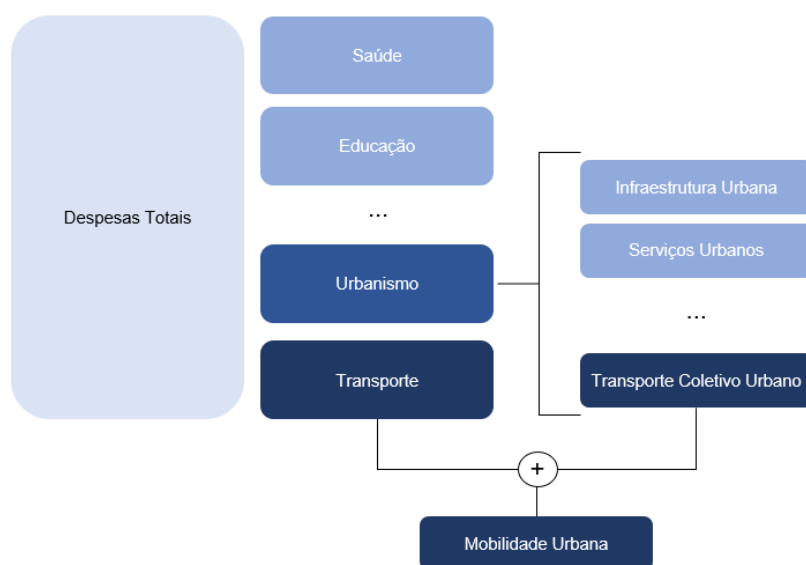 Despesas Totais
Saúde
Educação
...
Urbanismo
Transporte
Infraestrutura Urbana
Serviços Urbanos
...
Transporte Coletivo Urbano
+
Mobilidade Urbana